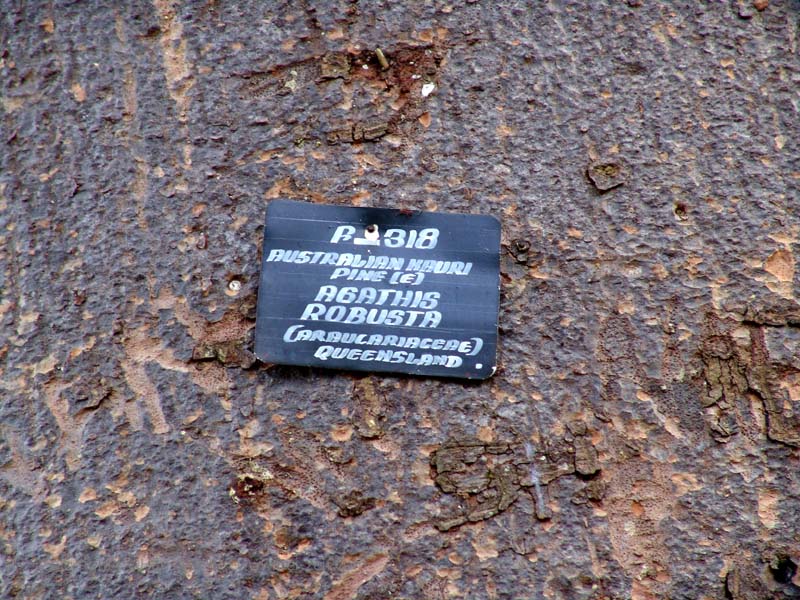 318
AUSTRALIAN KAURI
PINE (E)
AGATHIS
ROBUSTA
(ARAUCARIACEAE)
QUEENSLAND